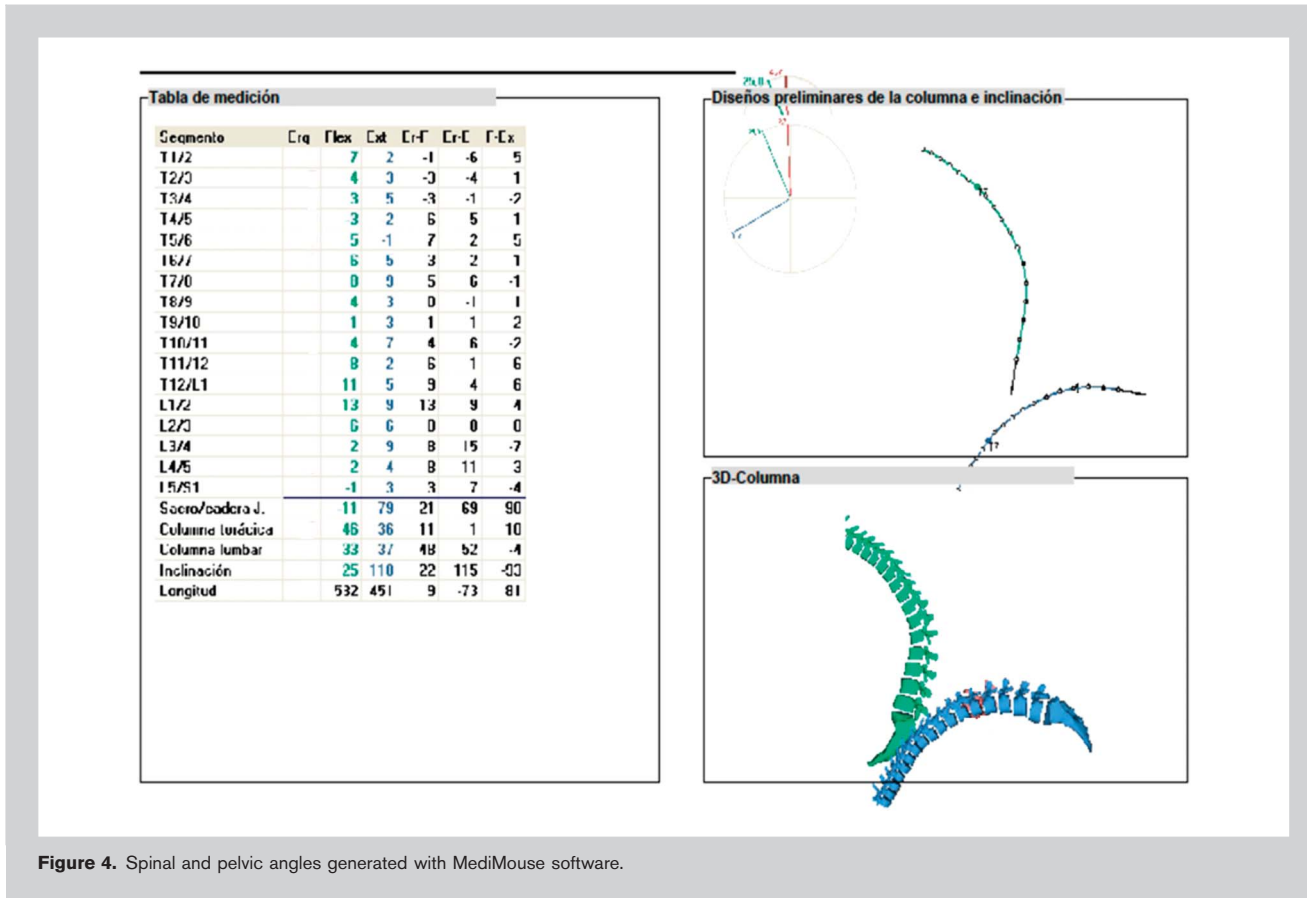 Tabla de medición
Segmento Erg Flex Ext Er-F Er-E F-Ex
T1/2 7 2 -1 -6 5
T2/3 4 3 -3 -4 1
T3/4 3 5 -3 -1 -2
T4/5 3 2 6 5 1
T5/6 5 -1 7 2 5
T6/7 6 5 3 2 1
9 5 6 -1
T8/9 4 3 0 -1 1
T9/10 1 3 1 1 2
T10/11 4 7 4 6 -2
T11/12 8 2 6 1 6
T12/L1 11 5 9 4 6
L1/2 13 9 13 9 4
L2/3 6 6 0 0 0
L3/4 2 9 8 15 -7
L4/5 2 4 8 11 3
L5/S1 -1 3 3 7 -4
Sacro/cadera J. -11 79 21 69 90
Columna torácica 46 36 11 1 10
Columna lumbar 33 37 48 52 -4
Inclinación 25 110 22 115
Longitud 532 451 9 -73 81
Diseños preliminares de la columna e inclinación
3D-Columna
Figure 4. Spinal and pelvic angles generated with MediMouse software.